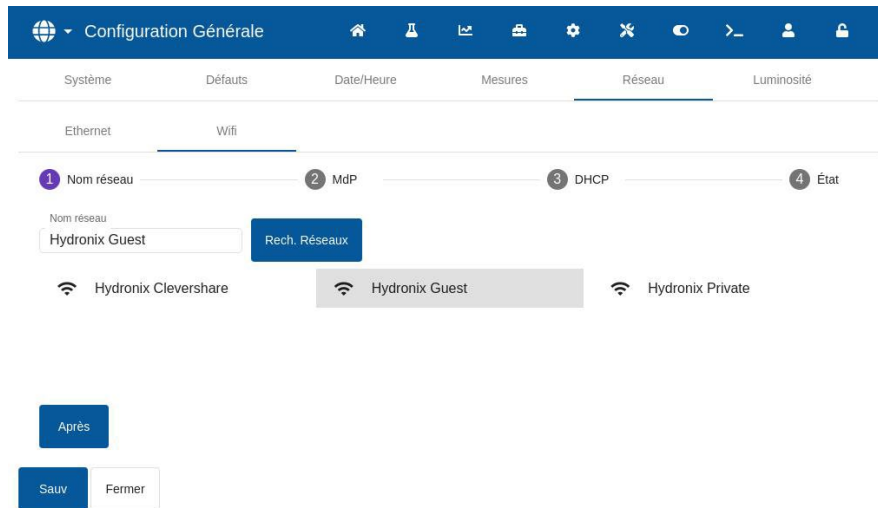 Configuration Générale
Système Défauts Date/Heure Mesures Réseau Luminosité
Ethernet Wifi
1 Nom réseau 2 MdP 3 DHCP 4 État
Nom réseau
Hydronix Guest Rech. Réseaux
Hydronix Clevershare Hydronix Guest Hydronix Private
Après
Sauv Fermer